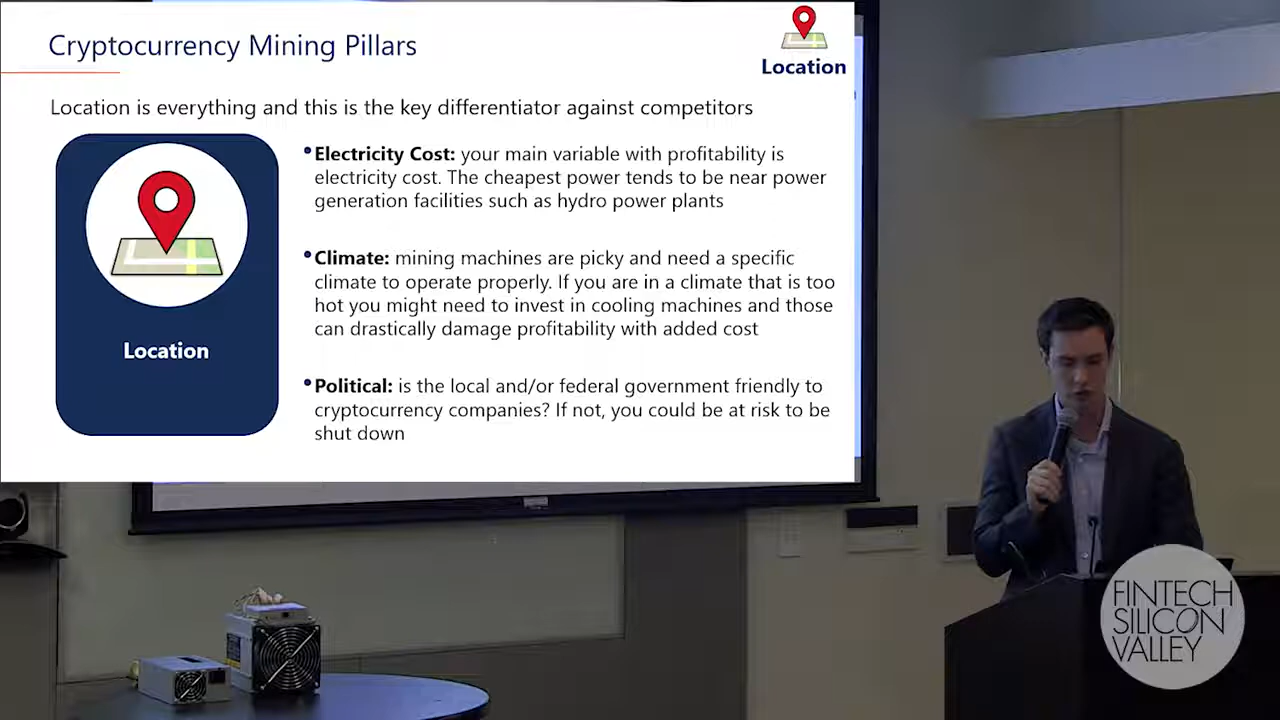 Cryptocurrency Mining Pillars
Location
Location is everything and this is the key differentiator against competitors
Location
•Electricity Cost: your main variable with profitability is
electricity cost. The cheapest power tends to be near power
generation facilities such as hydro power plants
•Climate: mining machines are picky and need a specific
climate to operate properly. If you are in a climate that is too
hot you might need to invest in cooling machines and those
can drastically damage profitability with added cost
•Political: is the local and/or federal government friendly to
cryptocurrency companies? If not, you could be at risk to be
shut down
FINTECH
SILICON
VALLEY